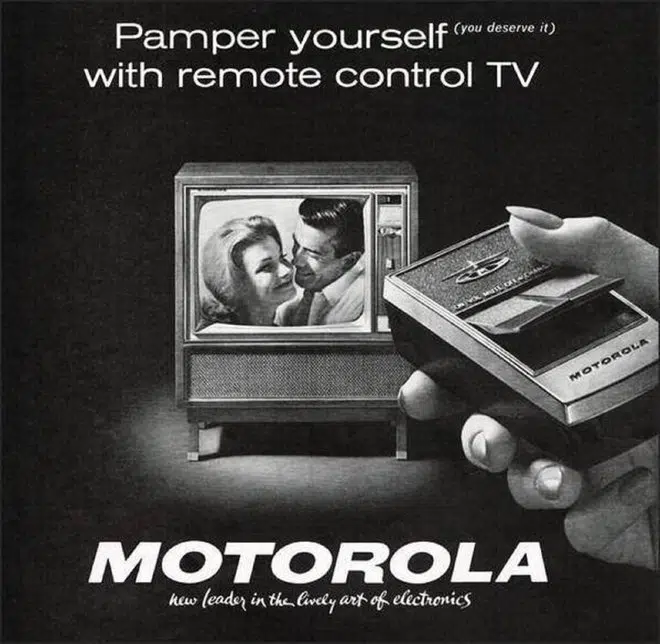 Pamper yourself (you deserve it)
with remote control TV
MOTOROLA
MOTOROLA
new leader in the lively art of electronics